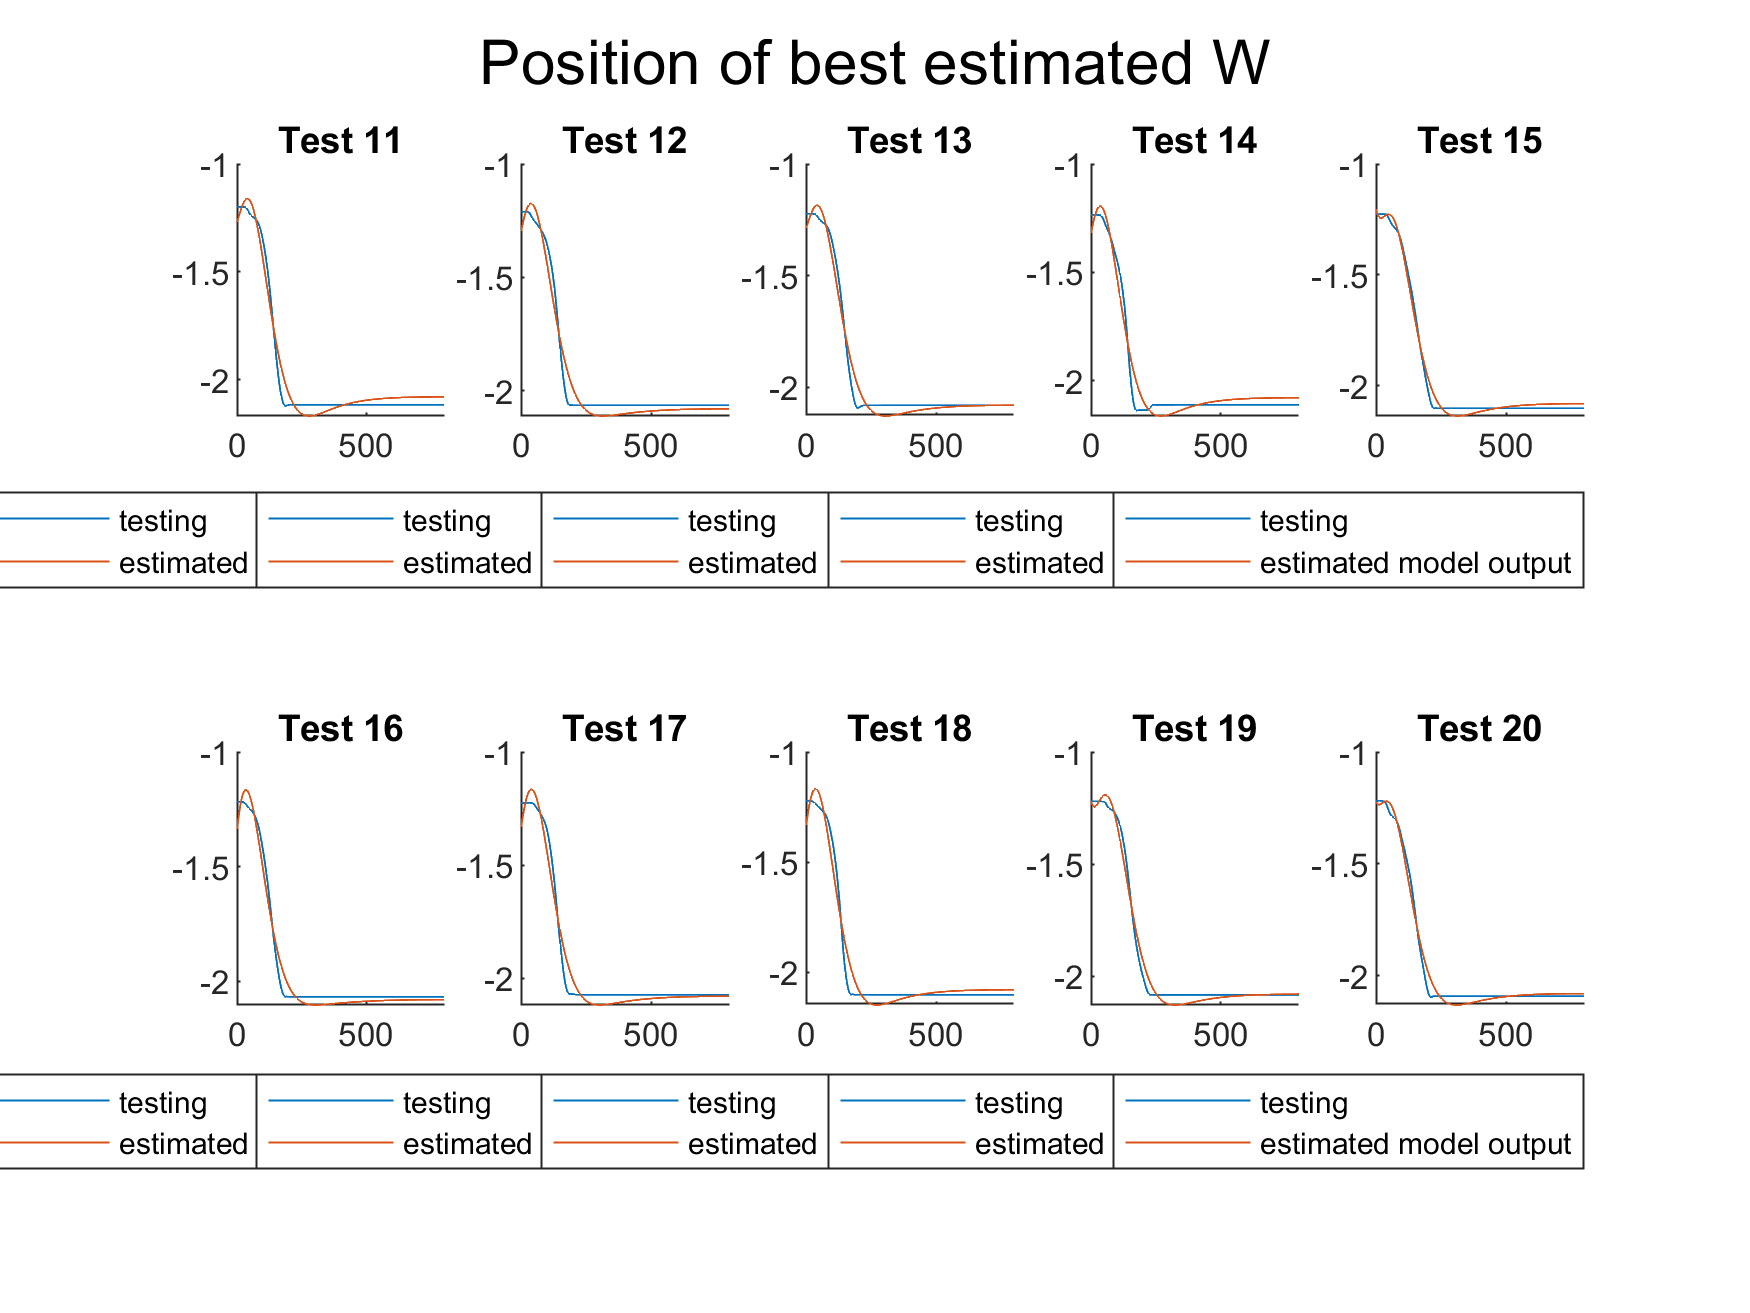 Position of best estimated W
Test 11 Test 12 Test 13 Test 14 Test 15
-1 -1 -1 -1 -1
-1.5 -1.5 -1.5 -1.5 -1.5
-2 -2 -2 -2 -2
0 500 0 500 0 500 0 500 0 500
testing testing testing testing testing
estimated estimated estimated estimated estimated model output
Test 16 Test 17 Test 18 Test 19 Test 20
-1 -1 -1 -1 -1
-1.5 -1.5 -1.5 -1.5 -1.5
-2 -2 -2 -2 -2
0 500 0 500 0 500 0 500 0 500
testing testing testing testing testing
estimated estimated estimated estimated estimated model output